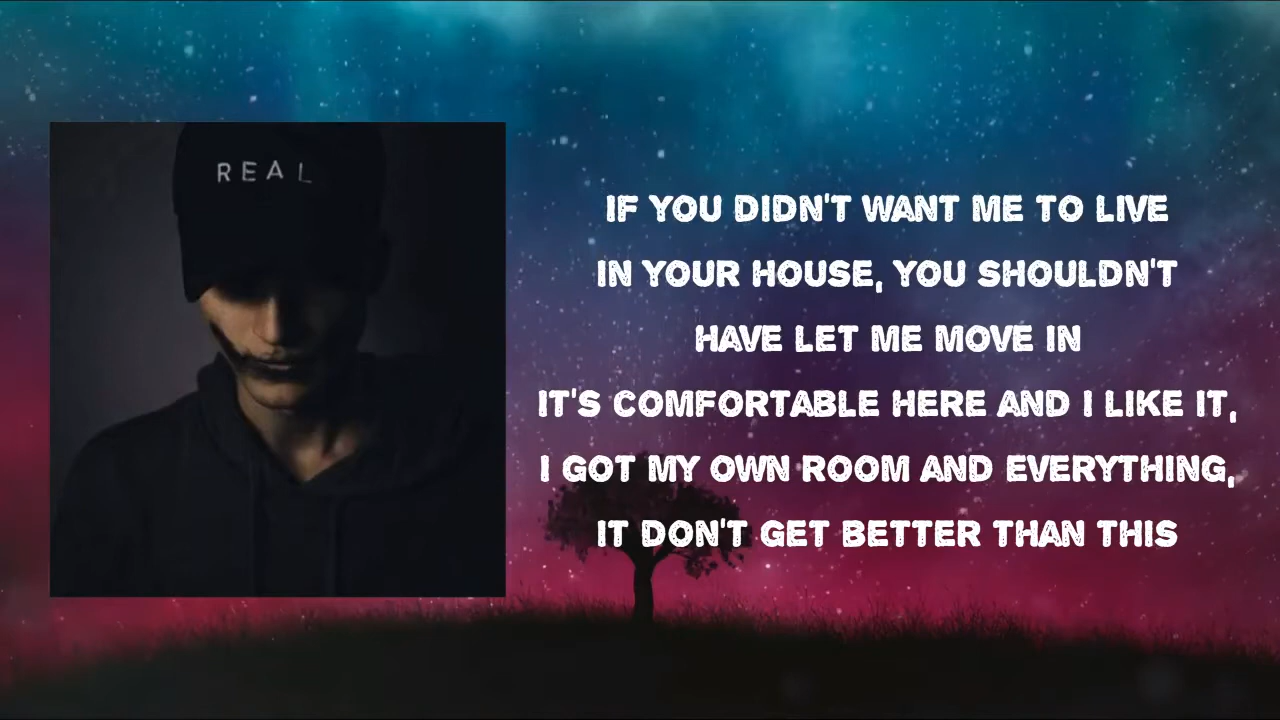 REAL
IF YOU DIDN'T WANT ME TO LIVE
IN YOUR HOUSE, YOU SHOULDN'T
HAVE LET ME MOVE IN
IT'S COMFORTABLE HERE AND I LIKE IT,
I GOT MY OWN ROOM AND EVERYTHING,
IT DON'T GET BETTER THAN THIS